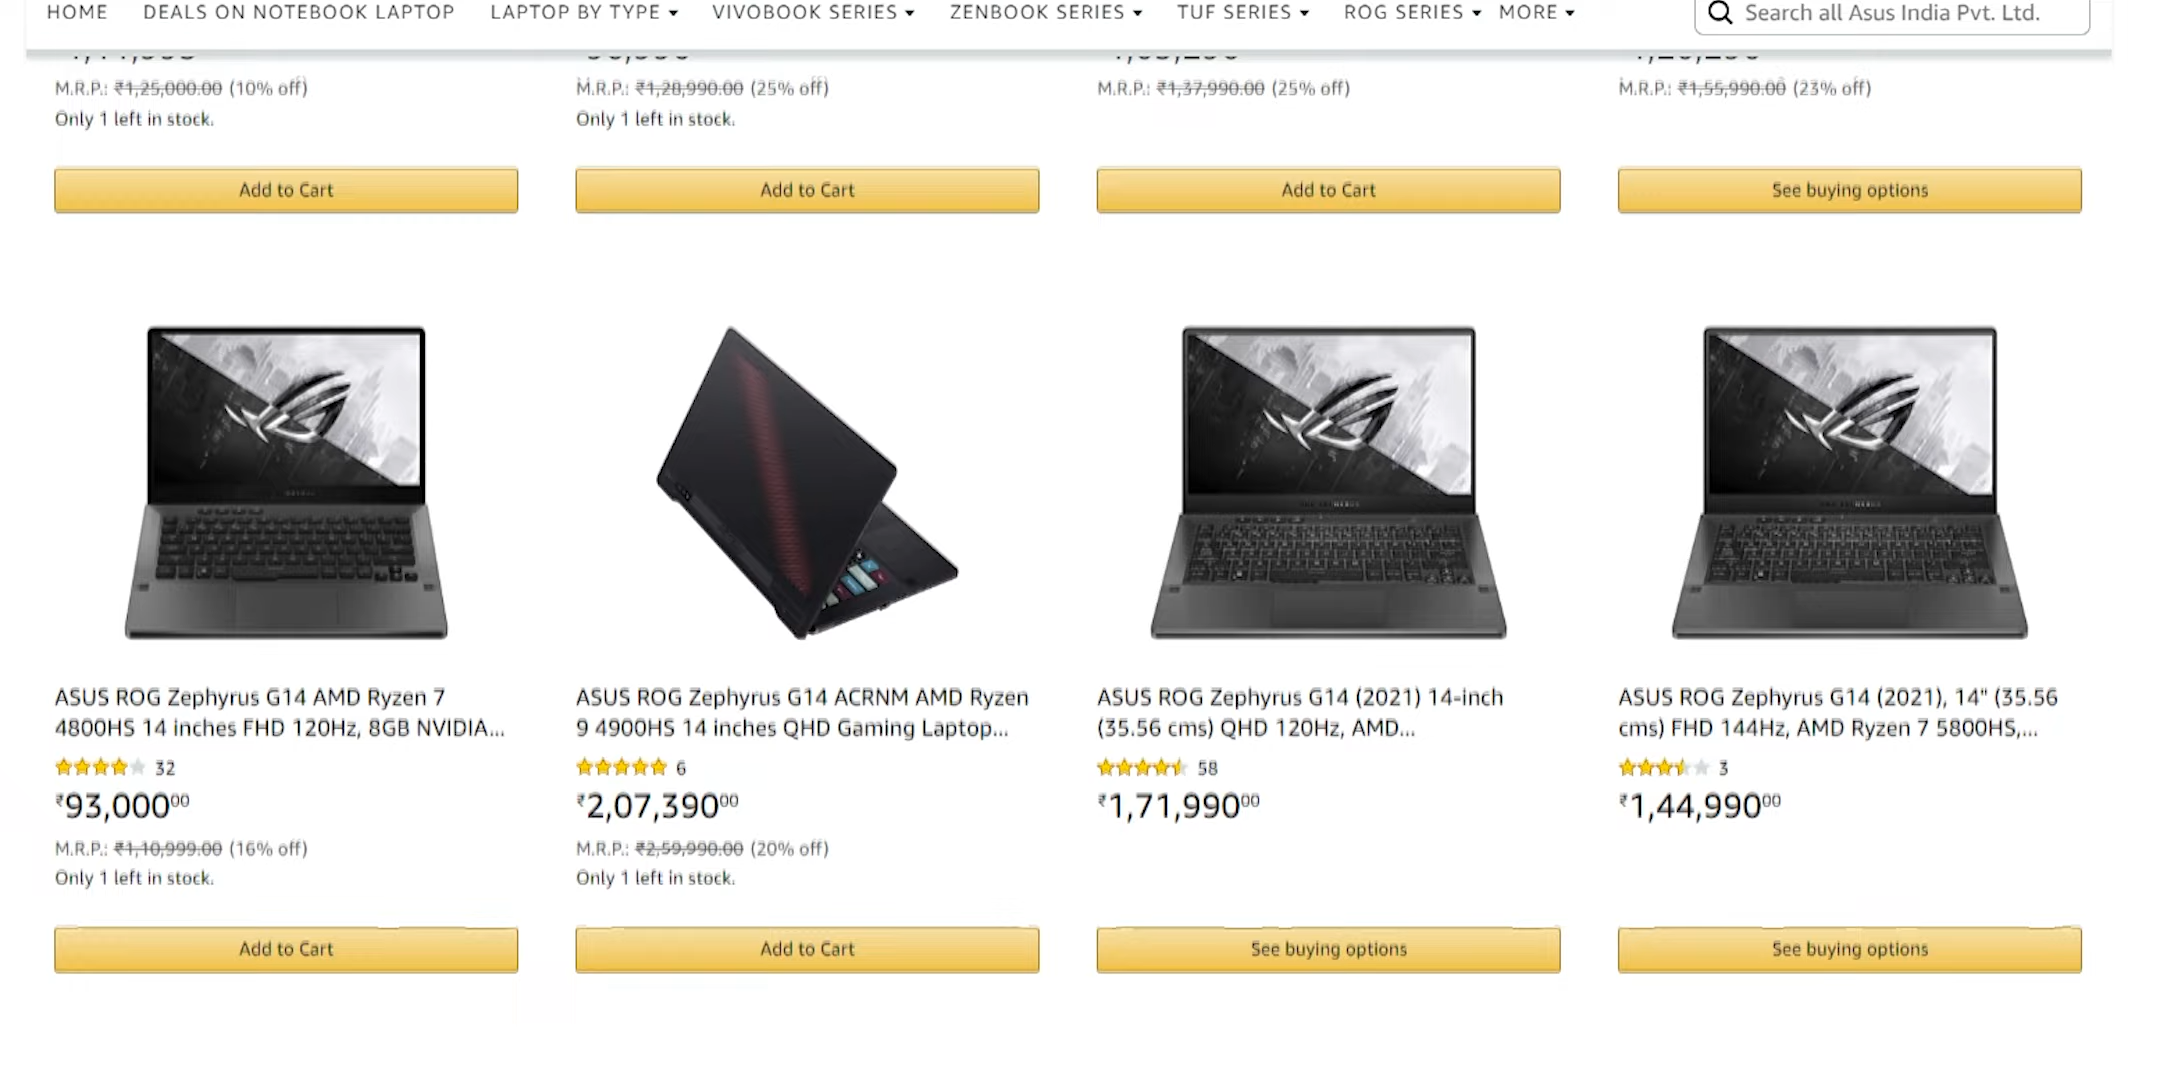 HOME DEALS ON NOTEBOOK LAPTOP LAPTOP BY TYPE VIVOBOOK SERIES ZENBOOK SERIES TUF SERIES ROG SERIES MORE Search all Asus India Pvt. Ltd.
M.R.P.: ₹1,25,000.00 (10% off)
Only 1 left in stock.
Add to Cart
M.R.P.: ₹1,28,990.00 (25% off)
Only 1 left in stock.
Add to Cart
M.R.P.: ₹1,37,990.00 (25% off)
Add to Cart
M.R.P.: ₹1,55,990.00 (23% off)
See buying options
ASUS ROG Zephyrus G14 AMD Ryzen 7
4800HS 14 inches FHD 120Hz, 8GB NVIDIA...
32
₹93,00000
M.R.P.: ₹1,10,999.00 (16% off)
Only 1 left in stock.
Add to Cart
ASUS ROG Zephyrus G14 ACRNM AMD Ryzen
9 4900HS 14 inches QHD Gaming Laptop...
6
₹2,07,39000
M.R.P.: ₹2,59,990.00 (20% off)
Only 1 left in stock.
Add to Cart
ASUS ROG Zephyrus G14 (2021) 14-inch
(35.56 cms) QHD 120Hz, AMD...
58
₹1,71,99000
See buying options
ASUS ROG Zephyrus G14 (2021), 14" (35.56
cms) FHD 144Hz, AMD Ryzen 7 5800HS,...
3
₹1,44,99000
See buying options